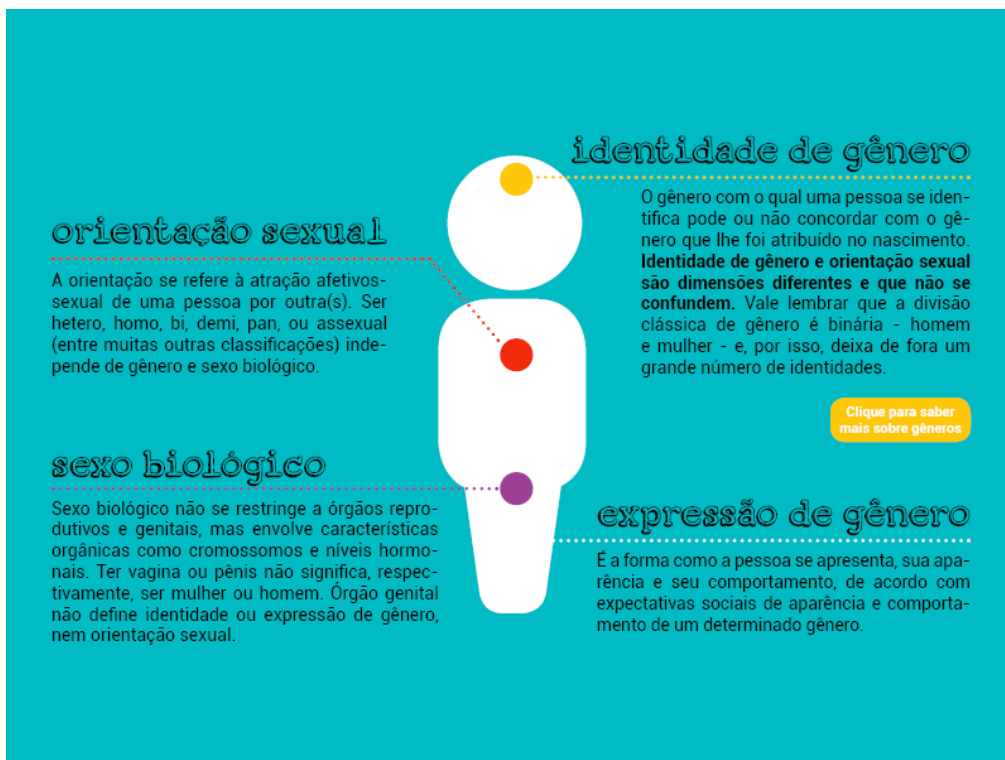 identidade de gênero
O gênero com o qual uma pessoa se iden-
tifica pode ou não concordar com o gê-
nero que lhe foi atribuído no nascimento.
Identidade de gênero e orientação sexual
são dimensões diferentes e que não se
confundem. Vale lembrar que a divisão
clássica de gênero é binária - homem
e mulher - e, por isso, deixa de fora um
grande número de identidades.
Clique para saber
mais sobre gêneros
orientação sexual
A orientação se refere à atração afetivos-
sexual de uma pessoa por outra(s). Ser
hetero, homo, bi, demi, pan, ou assexual
(entre muitas outras classificações) inde-
pende de gênero e sexo biológico.
sexo biológico
Sexo biológico não se restringe a órgãos repro-
dutivos e genitais, mas envolve características
orgânicas como cromossomos e níveis hormo-
nais. Ter vagina ou pênis não significa, respec-
tivamente, ser mulher ou homem. Órgão genital
não define identidade ou expressão de gênero,
nem orientação sexual.
expressão de gênero
É a forma como a pessoa se apresenta, sua apa-
rência e seu comportamento, de acordo com
expectativas sociais de aparência e comporta-
mento de um determinado gênero.